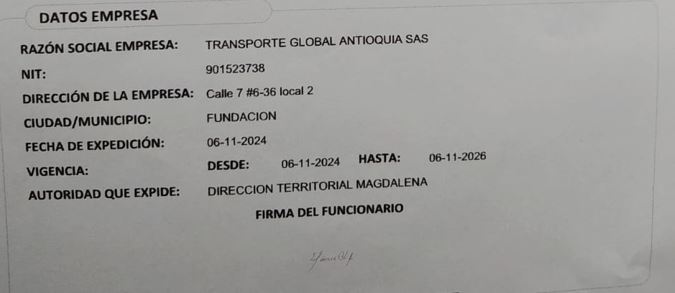 DATOS EMPRESA
RAZÓN SOCIAL EMPRESA: TRANSPORTE GLOBAL ANTIOQUIA SAS
NIT: 901523738
DIRECCIÓN DE LA EMPRESA: Calle 7 #6-36 local 2
CIUDAD/MUNICIPIO: FUNDACION
FECHA DE EXPEDICIÓN: 06-11-2024
VIGENCIA: DESDE: 06-11-2024 HASTA: 06-11-2026
AUTORIDAD QUE EXPIDE: DIRECCION TERRITORIAL MAGDALENA
FIRMA DEL FUNCIONARIO